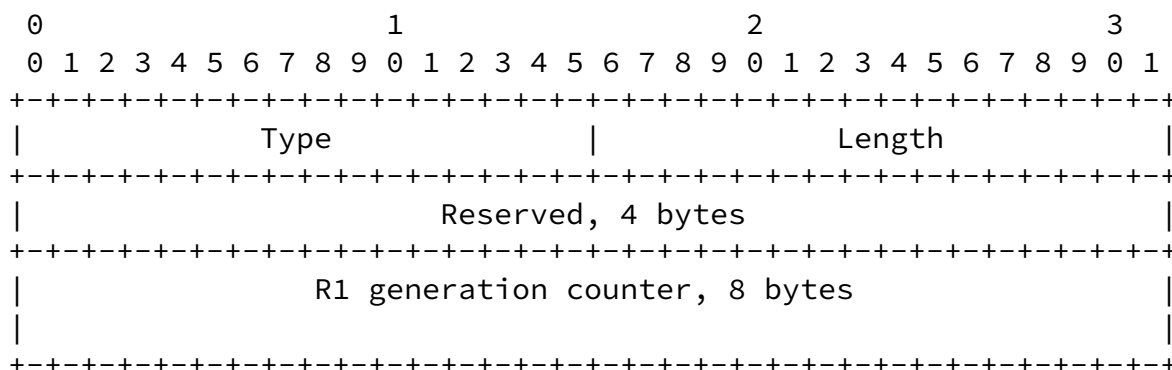 0                   1                   2                   3
 0 1 2 3 4 5 6 7 8 9 0 1 2 3 4 5 6 7 8 9 0 1 2 3 4 5 6 7 8 9 0 1
+-+-+-+-+-+-+-+-+-+-+-+-+-+-+-+-+-+-+-+-+-+-+-+-+-+-+-+-+-+-+-+-+
|             Type              |             Length            |
+-+-+-+-+-+-+-+-+-+-+-+-+-+-+-+-+-+-+-+-+-+-+-+-+-+-+-+-+-+-+-+-+
|                       Reserved, 4 bytes                       |
+-+-+-+-+-+-+-+-+-+-+-+-+-+-+-+-+-+-+-+-+-+-+-+-+-+-+-+-+-+-+-+-+
|                R1 generation counter, 8 bytes                 |
|                                                               |
+-+-+-+-+-+-+-+-+-+-+-+-+-+-+-+-+-+-+-+-+-+-+-+-+-+-+-+-+-+-+-+-+